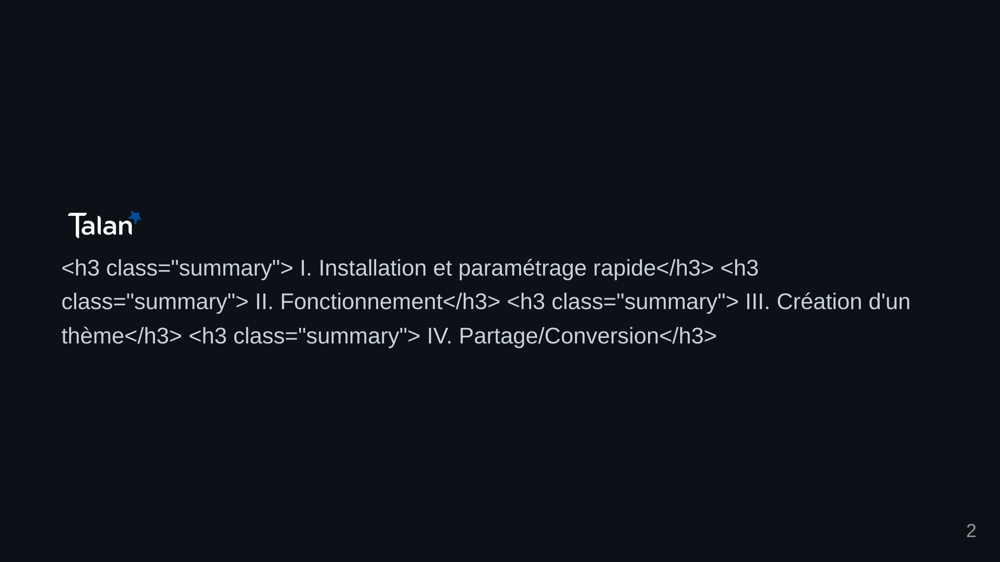 Talan
<h3 class="summary"> I. Installation et paramétrage rapide</h3> <h3
class="summary"> II. Fonctionnement</h3> <h3 class="summary"> III. Création d'un
thème</h3> <h3 class="summary"> IV. Partage/Conversion</h3>
2